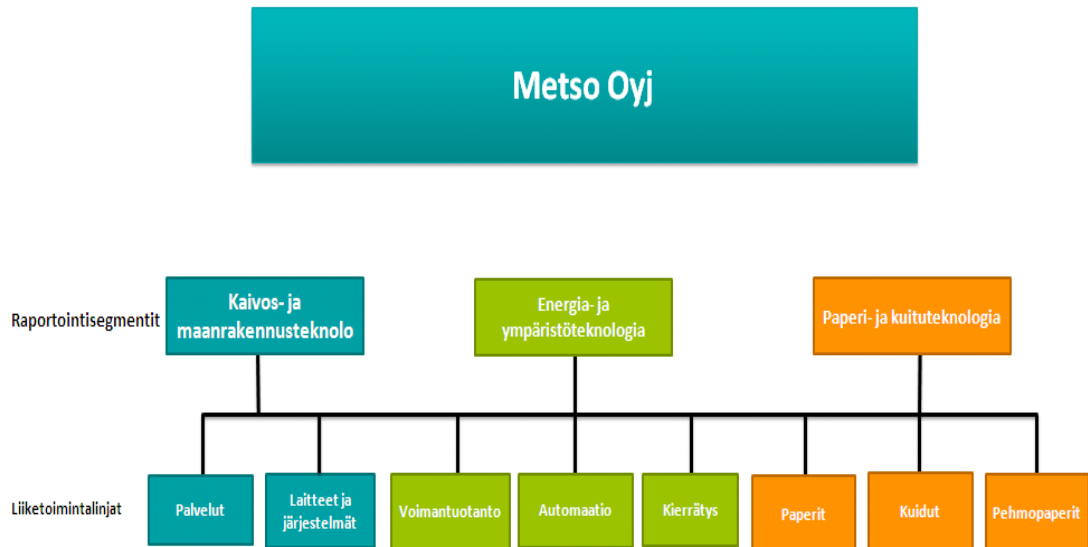 Metso Oyj
Raportointisegmentit
Kaivos- ja
maanrakennusteknolo
Energia- ja
ympäristöteknologia
Paperi- ja kuituteknologia
Liiketoimintalinjat
Palvelut
Laitteet ja
järjestelmät
Voimantuotanto
Automaatio
Kierrätys
Paperit
Kuidut
Pehmopaperit